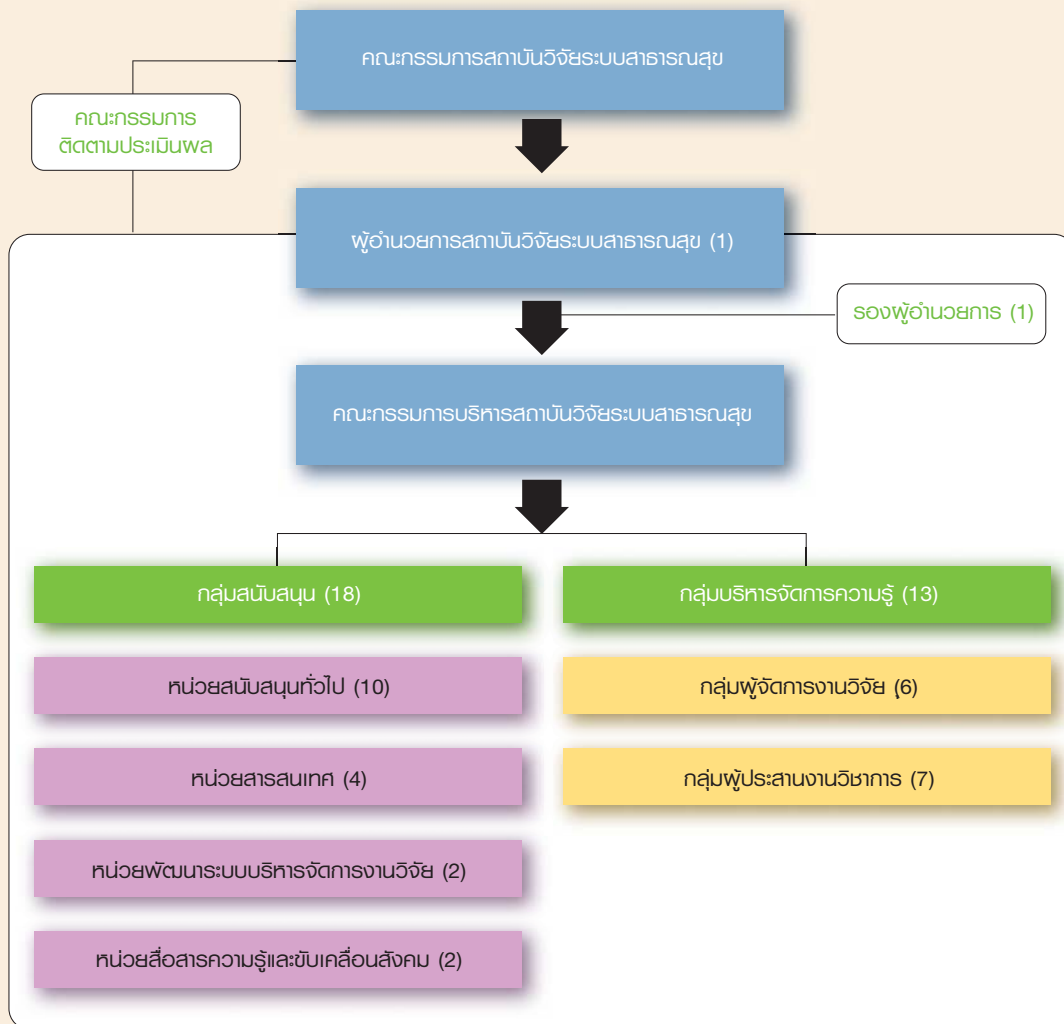 คณะกรรมการสถาบันวิจัยระบบสาธารณสุข
คณะกรรมการ
ติดตามประเมินผล
ผู้อำนวยการสถาบันวิจัยระบบสาธารณสุข (1)
รองผู้อำนวยการ (1)
คณะกรรมการบริหารสถาบันวิจัยระบบสาธารณสุข
กลุ่มสนับสนุน (18)
กลุ่มบริหารจัดการความรู้ (13)
หน่วยสนับสนุนทั่วไป (10)
กลุ่มผู้จัดการงานวิจัย (6)
หน่วยสารสนเทศ (4)
กลุ่มผู้ประสานงานวิชาการ (7)
หน่วยพัฒนาระบบบริหารจัดการงานวิจัย (2)
หน่วยสื่อสารความรู้และขับเคลื่อนสังคม (2)